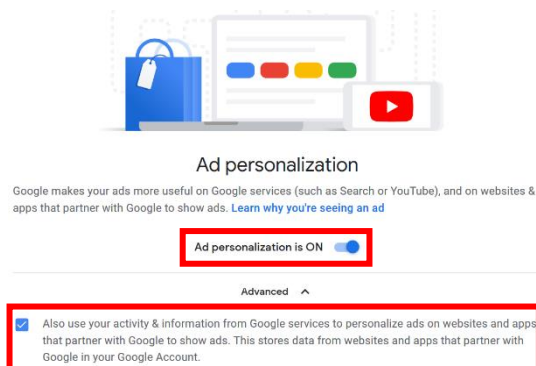 Ad personalization
Google makes your ads more useful on Google services (such as Search or YouTube), and on websites &
apps that partner with Google to show ads. Learn why you're seeing an ad
Ad personalization is ON
Advanced
Also use your activity & information from Google services to personalize ads on websites and apps
that partner with Google to show ads. This stores data from websites and apps that partner with
Google in your Google Account.